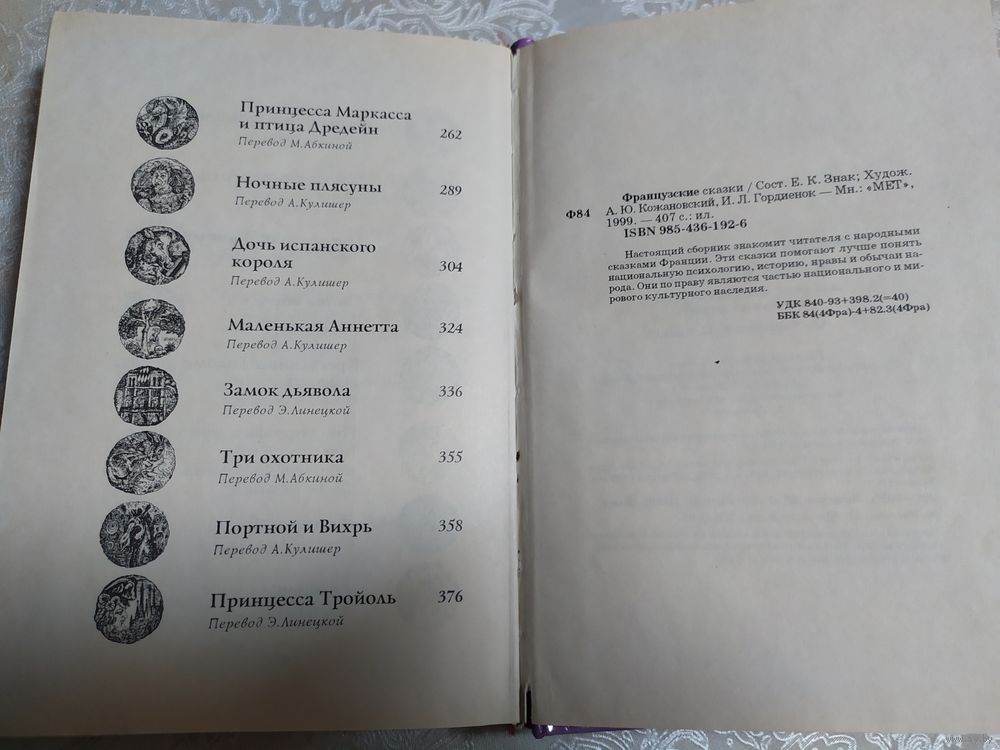 Принцесса Маркасса
и птица Дредейн
262
Перевод М.Абкиной
Ночные плясуны
289
Перевод А.Кулишер
Дочь испанского
короля
304
Перевод А.Кулишер
Маленькая Аннетта
324
Перевод А.Кулишер
Замок дьявола
336
Перевод Э.Линецкой
Три охотника
355
Перевод М.Абкиной
Портной и Вихрь
358
Перевод А.Кулишер
Принцесса Тройоль
376
Перевод Э.Линецкой
Французские сказки / Сост. Е. К. Знак; Худож.
Ф84
А. Ю. Кожановский, И. Л. Гордиенок — Мн.: «МЕТ»,
1999. — 407 с.: ил.
ISBN 985-436-192-6
Настоящий сборник знакомит читателя с народными
сказками Франции. Эти сказки помогают лучше понять
национальную психологию, историю, нравы и обычаи на-
рода. Они по праву являются частью национального и ми-
рового культурного наследия.
УДК 840-93+398.2(=40)
ББК 84(4Фра)-4+82.3(4Фра)